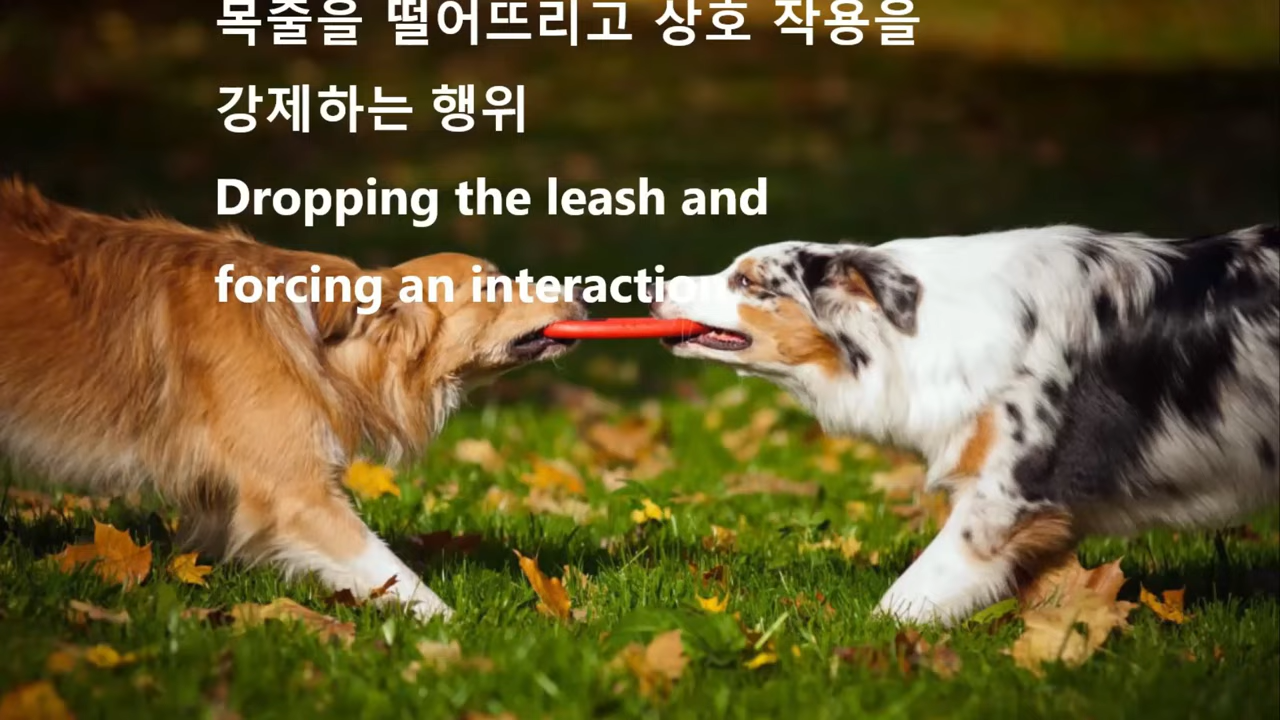 목줄을 떨어뜨리고 상호 작용을
강제하는 행위
Dropping the leash and
forcing an interaction